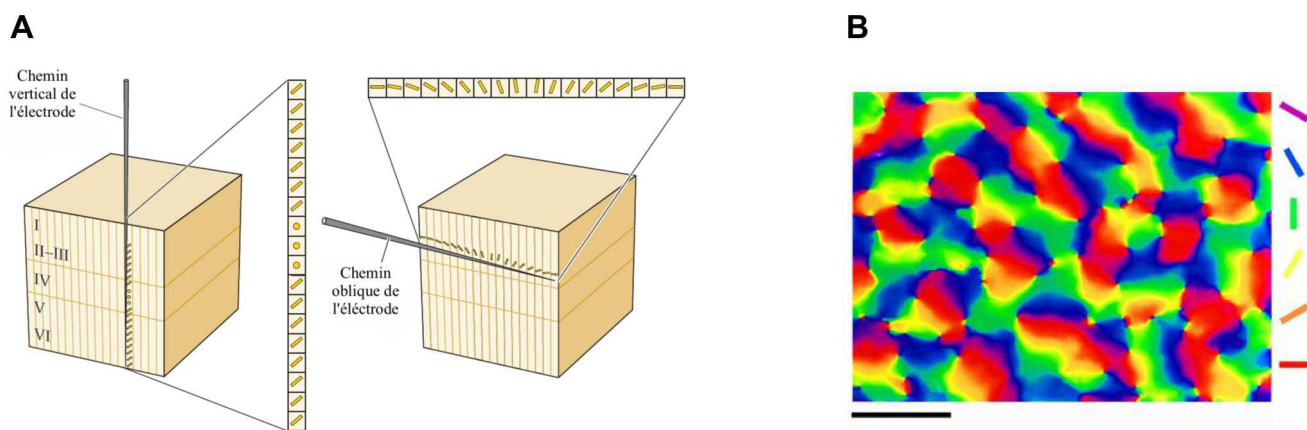 A
Chemin
vertical de
l'électrode
I
II–III
IV
V
VI
Chemin
oblique de
l'éléctrode
B